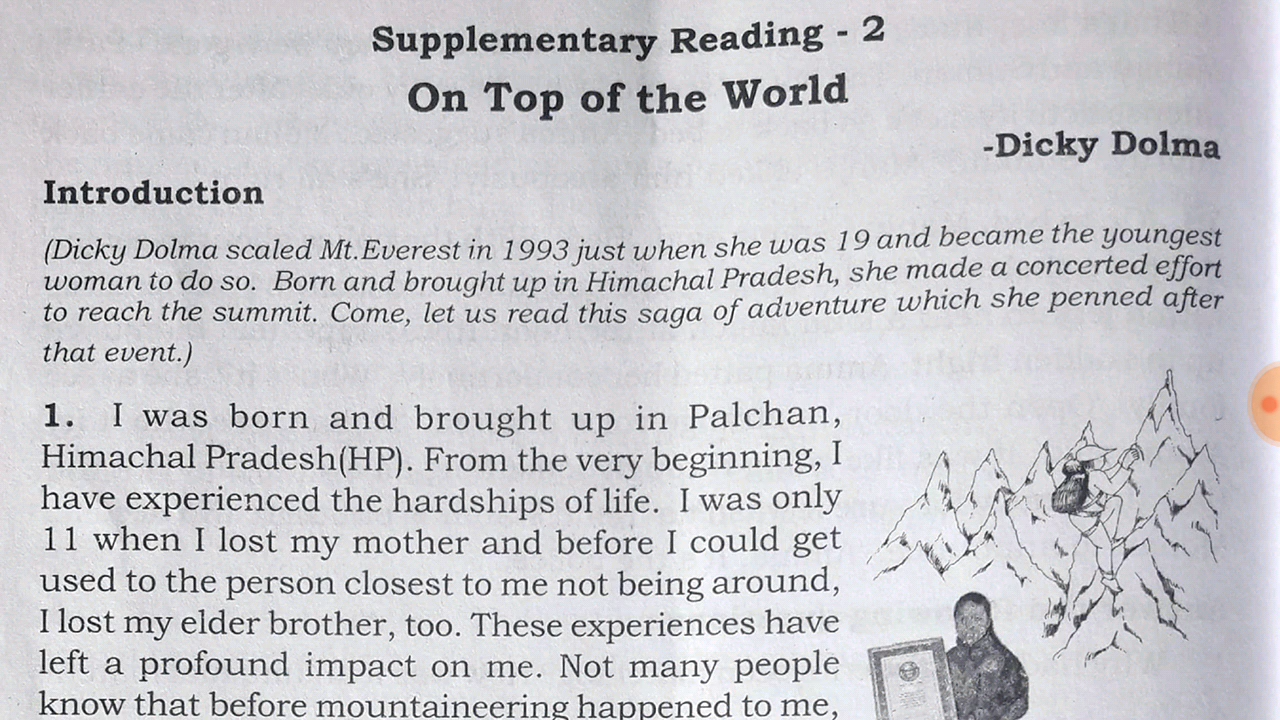 Supplementary Reading - 2
On Top of the World
-Dicky Dolma
Introduction
(Dicky Dolma scaled Mt.Everest in 1993 just when she was 19 and became the youngest
woman to do so. Born and brought up in Himachal Pradesh, she made a concerted effort
to reach the summit. Come, let us read this saga of adventure which she penned after
that event.)
1. I was born and brought up in Palchan,
Himachal Pradesh(HP). From the very beginning, I
have experienced the hardships of life. I was only
11 when I lost my mother and before I could get
used to the person closest to me not being around,
I lost my elder brother, too. These experiences have
left a profound impact on me. Not many people
know that before mountaineering happened to me,